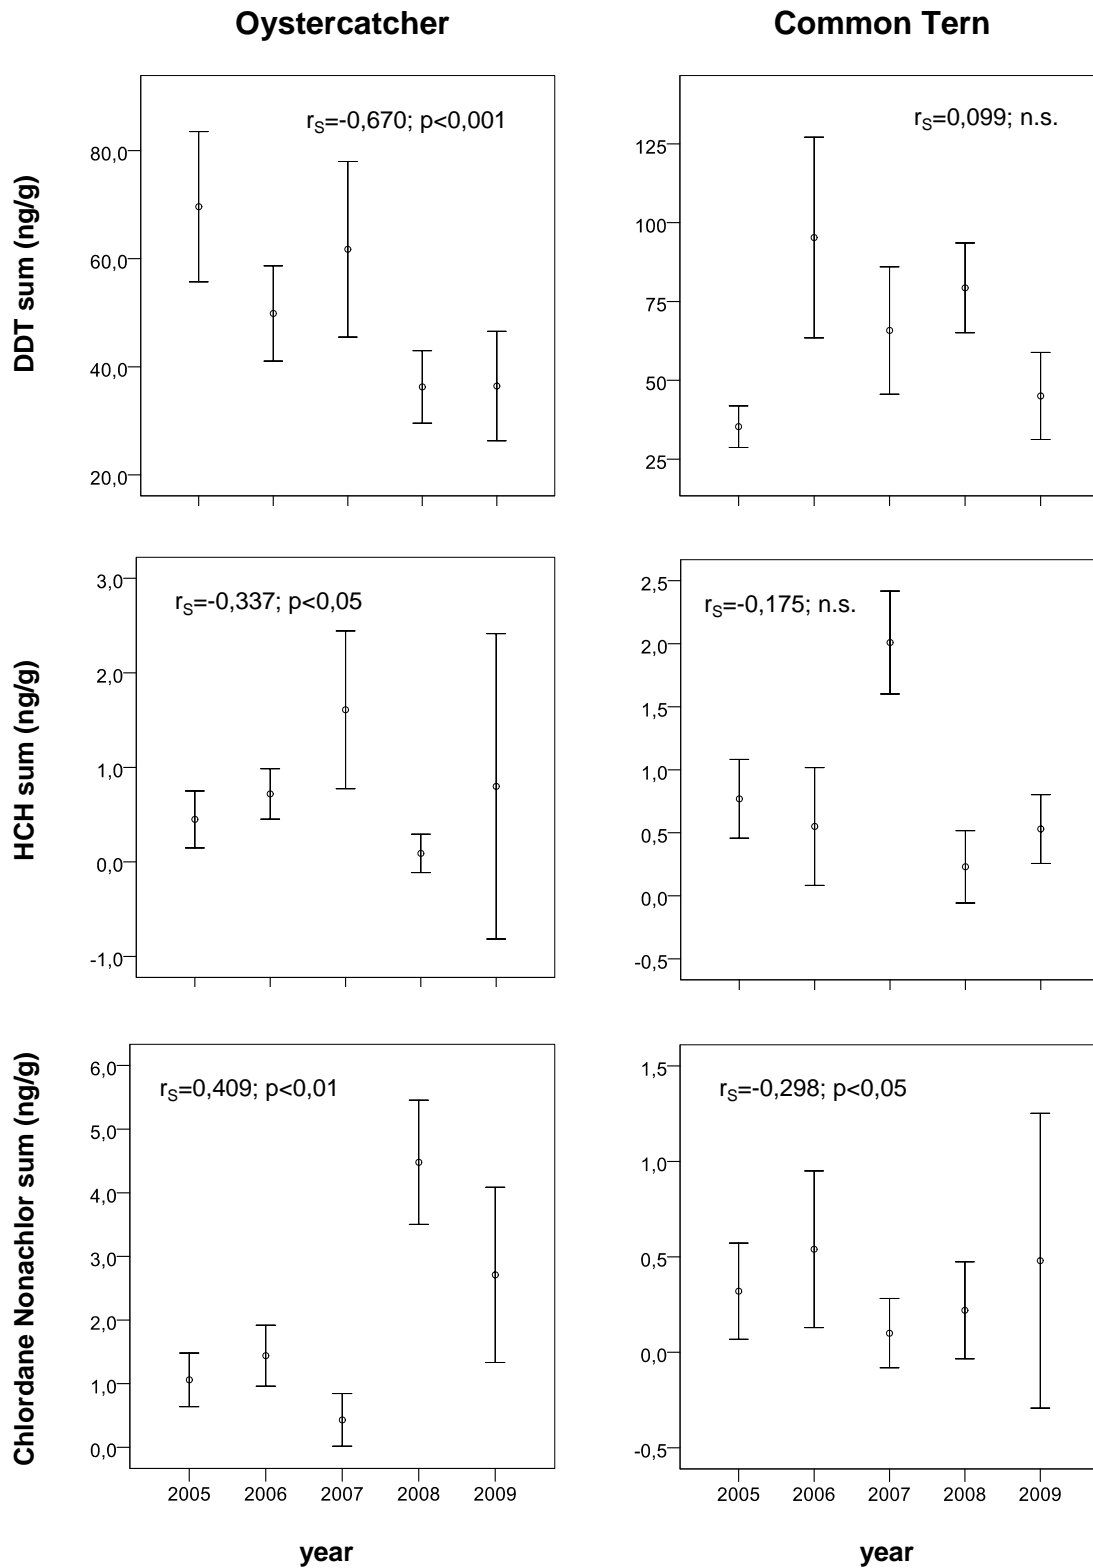 Oystercatcher
Common Tern
DDT sum (ng/g)
80,0
60,0
40,0
20,0
rS=-0,670; p<0,001
125
100
75
50
25
rS=0,099; n.s.
HCH sum (ng/g)
3,0
2,0
1,0
0,0
-1,0
rS=-0,337; p<0,05
2,5
2,0
1,5
1,0
0,5
0,0
-0,5
rS=-0,175; n.s.
Chlordane Nonachlor sum (ng/g)
6,0
5,0
4,0
3,0
2,0
1,0
0,0
rS=0,409; p<0,01
2005 2006 2007 2008 2009
year
1,5
1,0
0,5
0,0
-0,5
rS=-0,298; p<0,05
2005 2006 2007 2008 2009
year